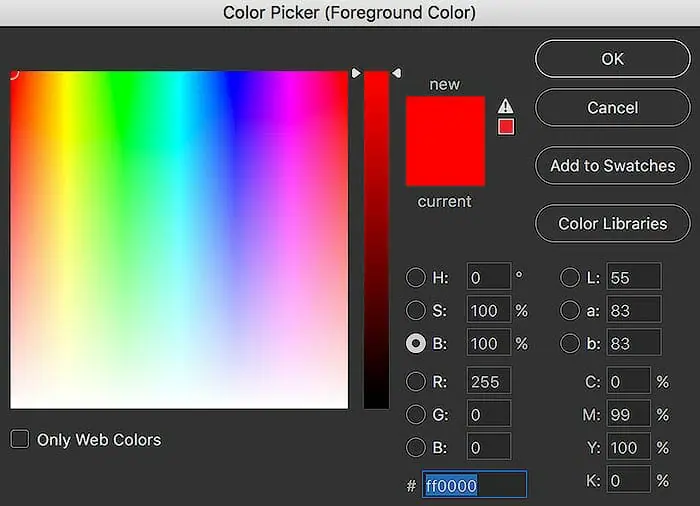 Color Picker (Foreground Color)
new
current
OK
Cancel
Add to Swatches
Color Libraries
H: 0 °
S: 100 %
B: 100 %
R: 255
G: 0
B: 0
# ff0000
L: 55
a: 83
b: 83
C: 0 %
M: 99 %
Y: 100 %
K: 0 %
Only Web Colors